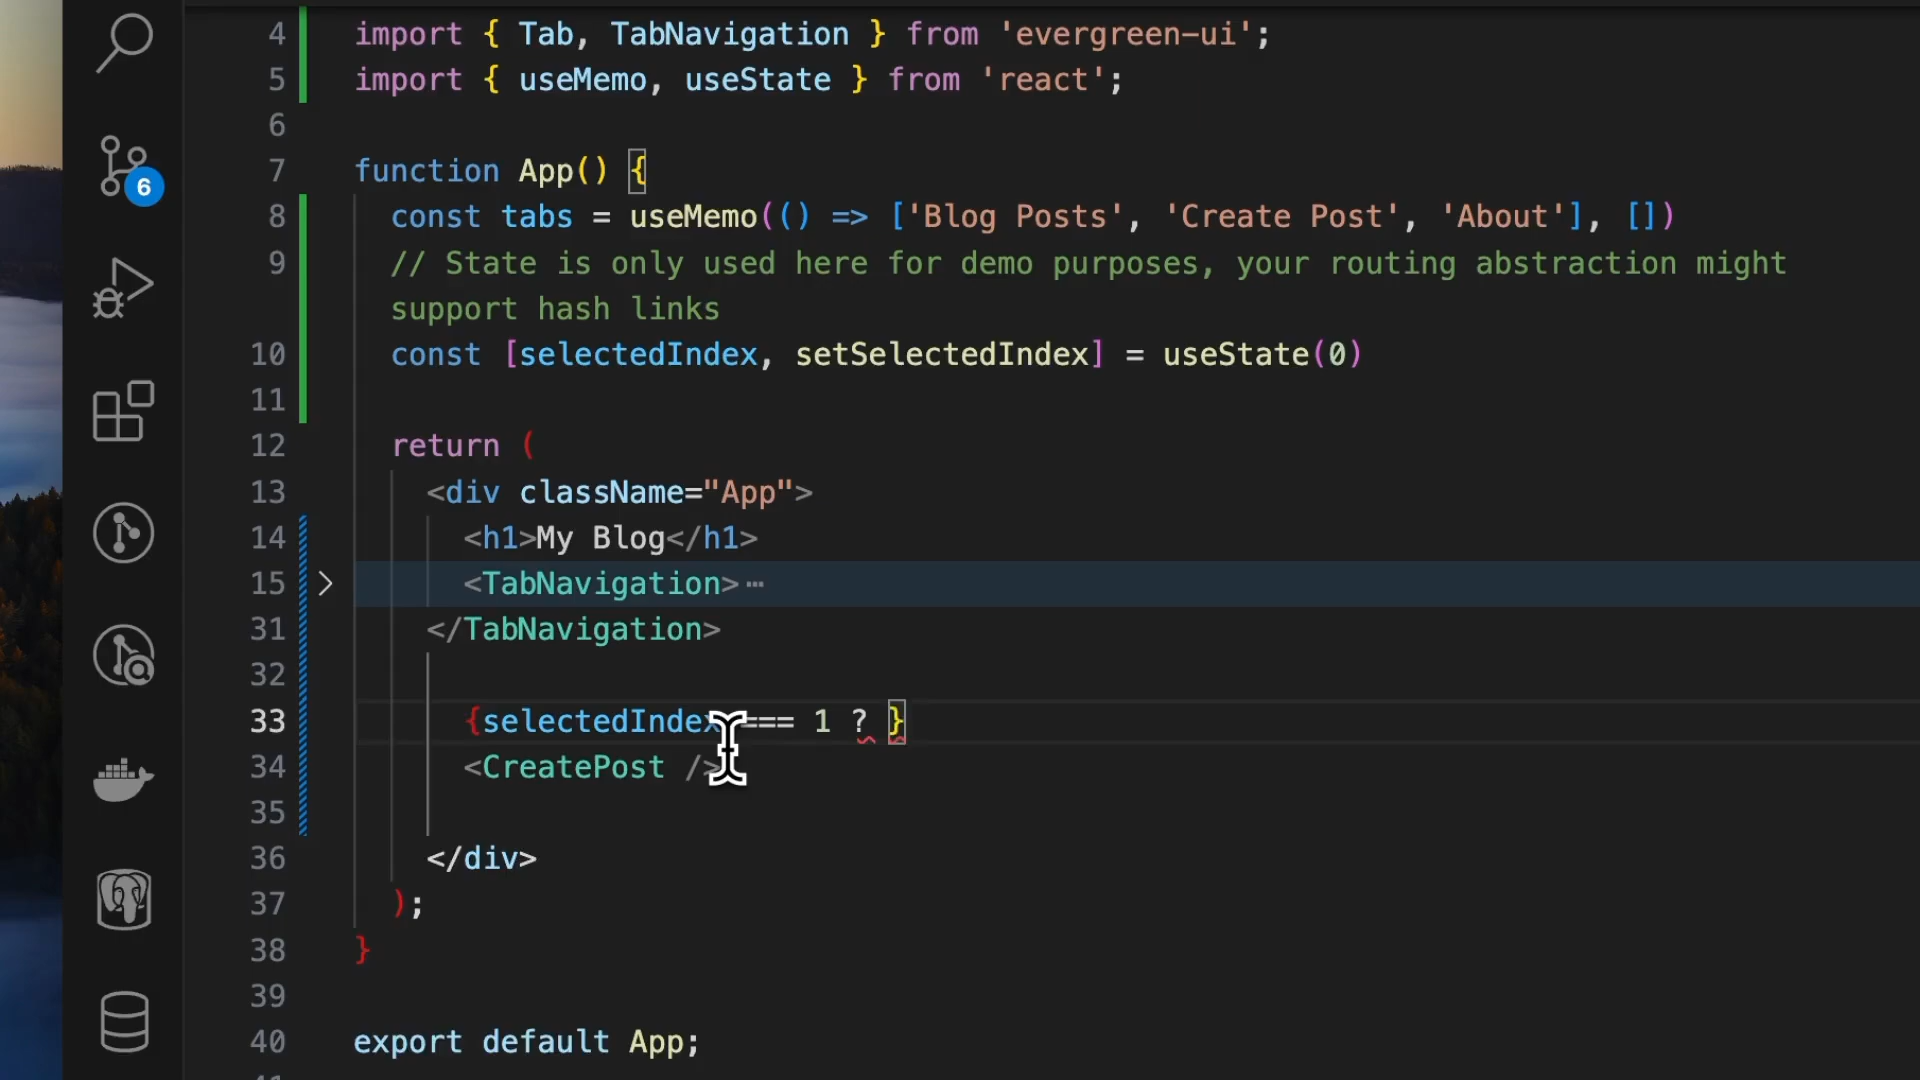 4 import { Tab, TabNavigation } from 'evergreen-ui';
5 import { useMemo, useState } from 'react';
6
7 function App() {
8 const tabs = useMemo(() => ['Blog Posts', 'Create Post', 'About'], [])
9 // State is only used here for demo purposes, your routing abstraction might
support hash links
10 const [selectedIndex, setSelectedIndex] = useState(0)
11
12 return (
13 <div className="App">
14 <h1>My Blog</h1>
15 <TabNavigation>⋯
31 </TabNavigation>
32
33 {selectedIndex === 1 ? }
34 <CreatePost />
35
36 </div>
37 );
38 }
39
40 export default App;
6